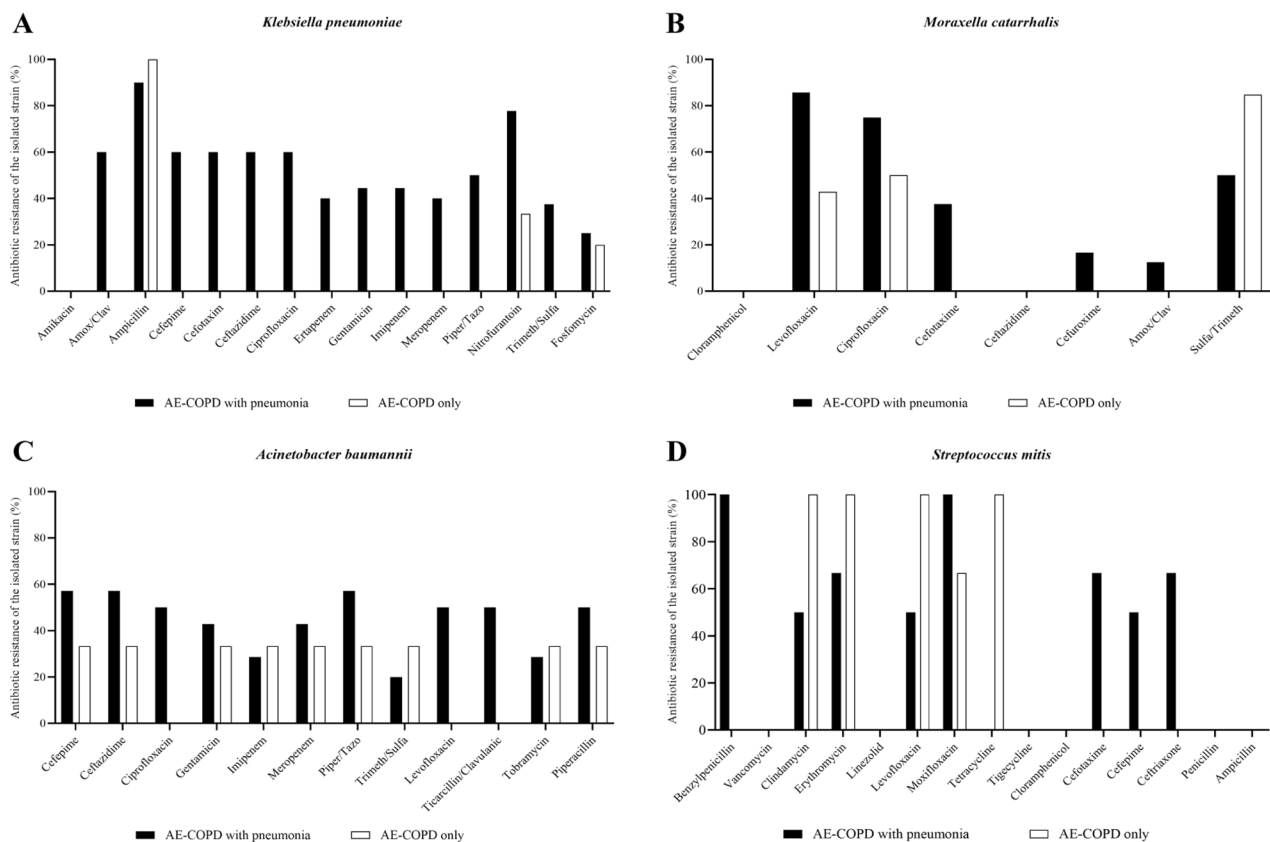 A
Klebsiella pneumoniae
Antibiotic resistance of the isolated strain (%)
100
80
60
40
20
0
Amikacin
Amox/Clav
Ampicillin
Cefepime
Cefotaxim
Ceftazidime
Ciprofloxacin
Ertapenem
Gentamicin
Imipenem
Meropenem
Piper/Tazo
Nitrofurantoin
Trimeth/Sulfa
Fosfomycin
AE-COPD with pneumonia
AE-COPD only
B
Moraxella catarrhalis
Antibiotic resistance of the isolated strain (%)
100
80
60
40
20
0
Cloramphenicol
Levofloxacin
Ciprofloxacin
Cefotaxime
Ceftazidime
Cefuroxime
Amox/Clav
Sulfa/Trimeth
AE-COPD with pneumonia
AE-COPD only
C
Acinetobacter baumannii
Antibiotic resistance of the isolated strain (%)
100
80
60
40
20
0
Cefepime
Ceftazidime
Ciprofloxacin
Gentamicin
Imipenem
Meropenem
Piper/Tazo
Trimeth/Sulfa
Levofloxacin
Ticarcillin/Clavulanic
Tobramycin
Piperacillin
AE-COPD with pneumonia
AE-COPD only
D
Streptococcus mitis
Antibiotic resistance of the isolated strain (%)
100
80
60
40
20
0
Benzylpenicillin
Vancomycin
Clindamycin
Erythromycin
Linezolid
Levofloxacin
Moxifloxacin
Tetracycline
Tigecycline
Cloramphenicol
Cefotaxime
Cefepime
Ceftriaxone
Penicillin
Ampicillin
AE-COPD with pneumonia
AE-COPD only